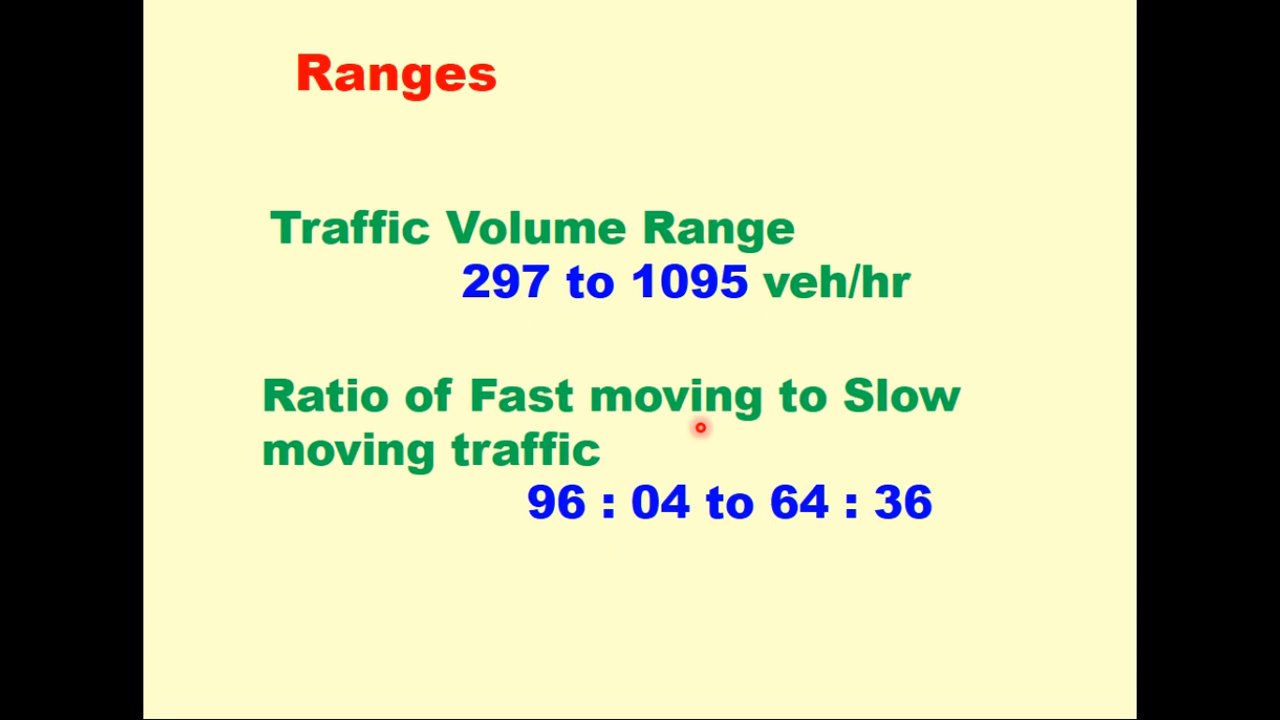 Ranges
Traffic Volume Range
297 to 1095 veh/hr
Ratio of Fast moving to Slow
moving traffic
96 : 04 to 64 : 36